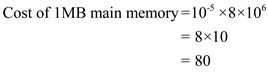 Cost of 1MB main memory = 10⁻⁵ × 8 × 10⁶
= 8 × 10
= 80